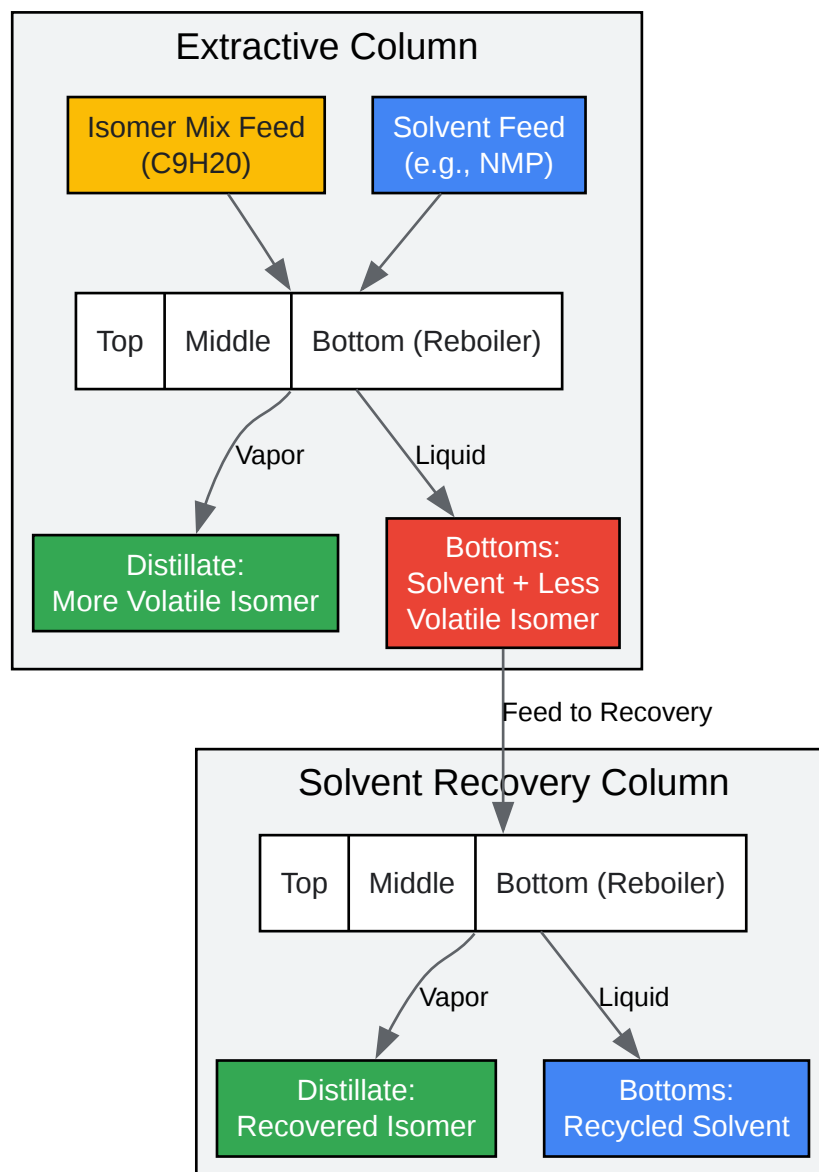 Extractive Column
Isomer Mix Feed
(C9H20)
Solvent Feed
(e.g., NMP)
Top
Middle
Bottom (Reboiler)
Vapor
Liquid
Distillate:
More Volatile Isomer
Bottoms:
Solvent + Less
Volatile Isomer
Feed to Recovery
Solvent Recovery Column
Top
Middle
Bottom (Reboiler)
Vapor
Liquid
Distillate:
Recovered Isomer
Bottoms:
Recycled Solvent